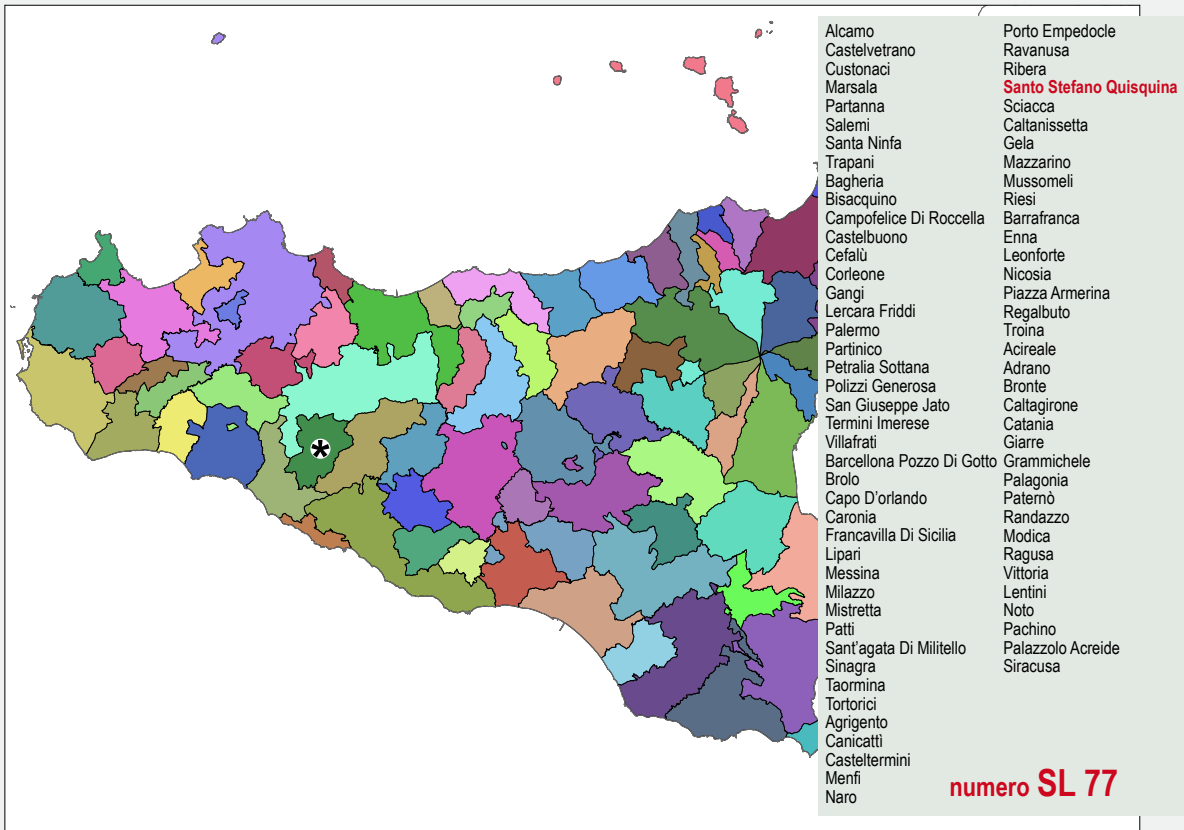 Alcamo
Castelvetrano
Custonaci
Marsala
Partanna
Salemi
Santa Ninfa
Trapani
Bagheria
Bisacquino
Campofelice Di Roccella
Castelbuono
Cefalù
Corleone
Gangi
Lercara Friddi
Palermo
Partinico
Petralia Sottana
Polizzi Generosa
San Giuseppe Jato
Termini Imerese
Villafrati
Barcellona Pozzo Di Gotto
Brolo
Capo D'orlando
Caronia
Francavilla Di Sicilia
Lipari
Messina
Milazzo
Mistretta
Patti
Sant'agata Di Militello
Sinagra
Taormina
Tortorici
Agrigento
Canicattì
Casteltermini
Menfi
Naro
Porto Empedocle
Ravanusa
Ribera
Santo Stefano Quisquina
Sciacca
Caltanissetta
Gela
Mazzarino
Mussomeli
Riesi
Barrafranca
Enna
Leonforte
Nicosia
Piazza Armerina
Regalbuto
Troina
Acireale
Adrano
Bronte
Caltagirone
Catania
Giarre
Grammichele
Palagonia
Paternò
Randazzo
Modica
Ragusa
Vittoria
Lentini
Noto
Pachino
Palazzolo Acreide
Siracusa
numero SL 77
*